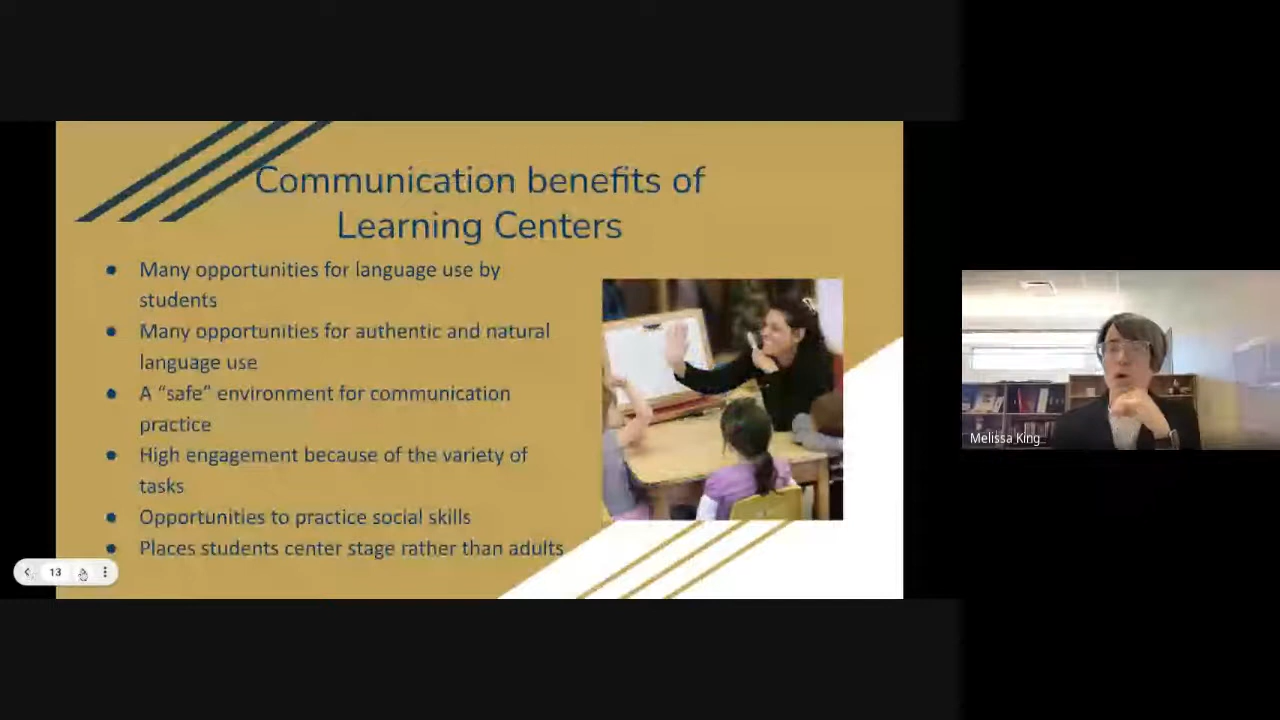 Communication benefits of
Learning Centers
● Many opportunities for language use by
students
● Many opportunities for authentic and natural
language use
● A “safe” environment for communication
practice
● High engagement because of the variety of
tasks
● Opportunities to practice social skills
● Places students center stage rather than adults
13
Melissa King